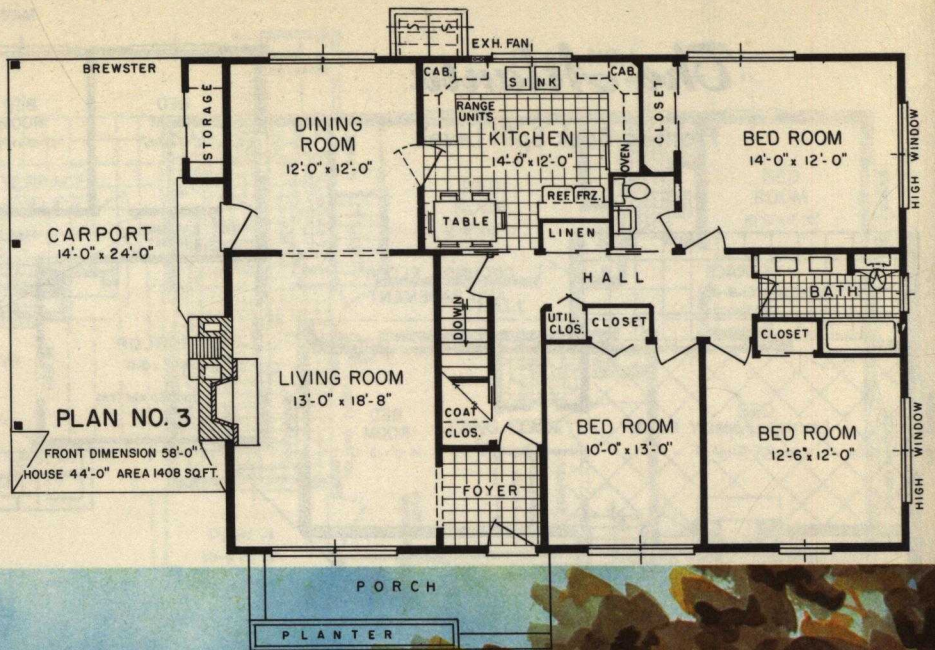 EXH. FAN
BREWSTER
STORAGE
DINING
ROOM
12'-0" x 12'-0"
CAB.
SINK
CAB.
RANGE
UNITS
KITCHEN
14'-0" x 12'-0"
OVEN
REF. FRZ.
TABLE
LINEN
CLOSET
BED ROOM
14'-0" x 12'-0"
HIGH WINDOW
CARPORT
14'-0" x 24'-0"
HALL
BATH
DOWN
UTIL.
CLOS.
CLOSET
CLOSET
LIVING ROOM
13'-0" x 18'-8"
COAT
CLOS.
BED ROOM
10'-0" x 13'-0"
BED ROOM
12'-6" x 12'-0"
HIGH WINDOW
PLAN NO. 3
FRONT DIMENSION 58'-0"
HOUSE 44'-0" AREA 1408 SQ.FT.
FOYER
PORCH
PLANTER